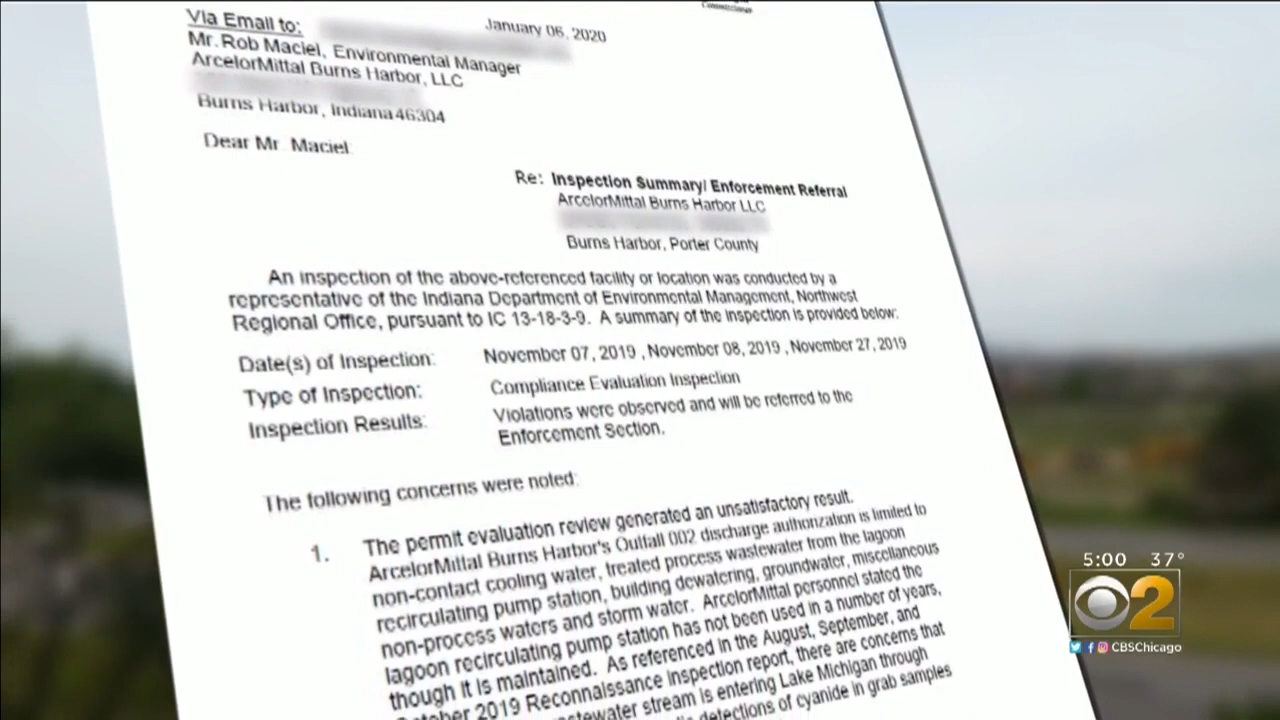 Via Email to:
January 06, 2020
Mr. Rob Maciel, Environmental Manager
ArcelorMittal Burns Harbor, LLC
Burns Harbor, Indiana 46304
Dear Mr. Maciel:
Re: Inspection Summary/ Enforcement Referral
ArcelorMittal Burns Harbor LLC
Burns Harbor, Porter County
An inspection of the above-referenced facility or location was conducted by a
representative of the Indiana Department of Environmental Management, Northwest
Regional Office, pursuant to IC 13-18-3-9. A summary of the inspection is provided below:
Date(s) of Inspection: November 07, 2019 , November 08, 2019 , November 27, 2019
Type of Inspection: Compliance Evaluation Inspection
Inspection Results: Violations were observed and will be referred to the
Enforcement Section.
The following concerns were noted:
1. The permit evaluation review generated an unsatisfactory result.
ArcelorMittal Burns Harbor's Outfall 002 discharge authorization is limited to
non-contact cooling water, treated process wastewater from the lagoon
recirculating pump station, building dewatering, groundwater, miscellaneous
non-process waters and storm water. ArcelorMittal personnel stated the
lagoon recirculating pump station has not been used in a number of years,
though it is maintained. As referenced in the August, September, and
October 2019 Reconnaissance Inspection report, there are concerns that
stream is entering Lake Michigan through
detections of cyanide in grab samples
5:00 37°
2
CBSChicago